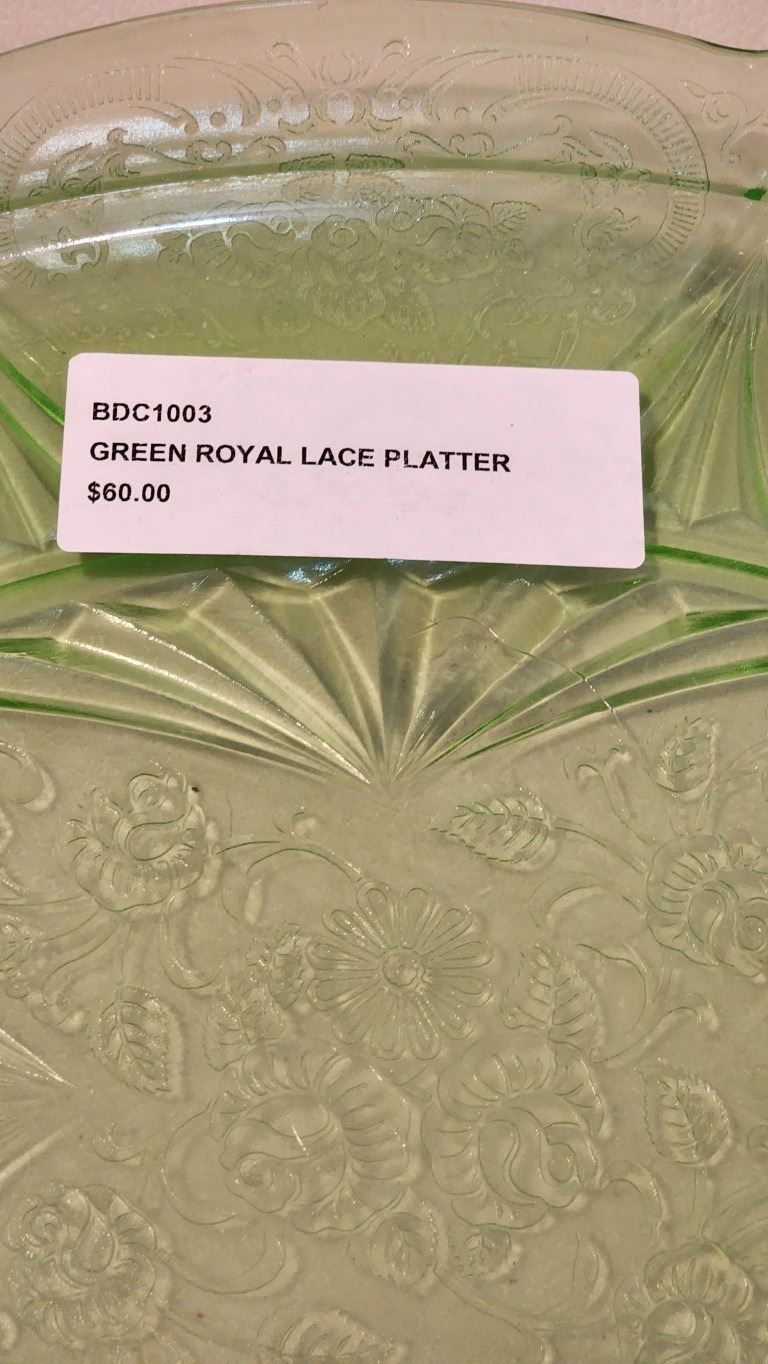 BDC1003
GREEN ROYAL LACE PLATTER
$60.00